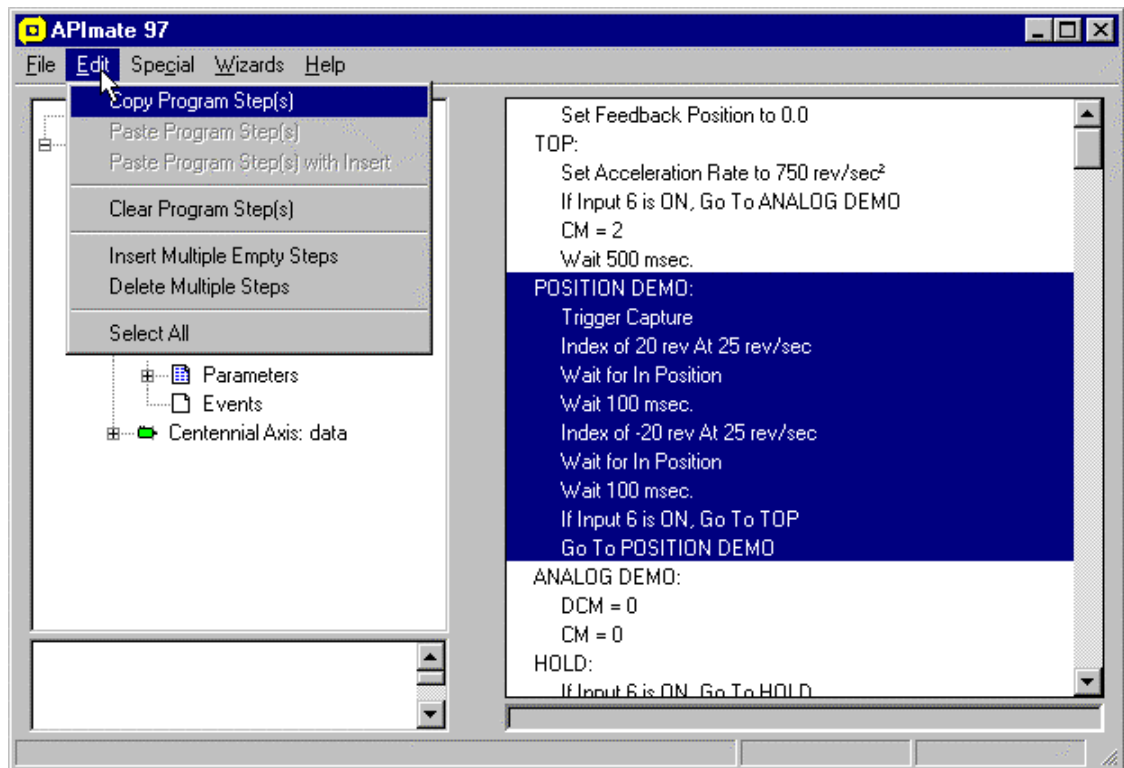 APImate 97
File Edit Special Wizards Help
Copy Program Step(s)
Paste Program Step(s)
Paste Program Step(s) with Insert
Clear Program Step(s)
Insert Multiple Empty Steps
Delete Multiple Steps
Select All
Parameters
Events
Centennial Axis: data
Set Feedback Position to 0.0
TOP:
Set Acceleration Rate to 750 rev/sec²
If Input 6 is ON, Go To ANALOG DEMO
CM = 2
Wait 500 msec.
POSITION DEMO:
Trigger Capture
Index of 20 rev At 25 rev/sec
Wait for In Position
Wait 100 msec.
Index of -20 rev At 25 rev/sec
Wait for In Position
Wait 100 msec.
If Input 6 is ON, Go To TOP
Go To POSITION DEMO
ANALOG DEMO:
DCM = 0
CM = 0
HOLD:
If Input 6 is ON, Go To HOLD